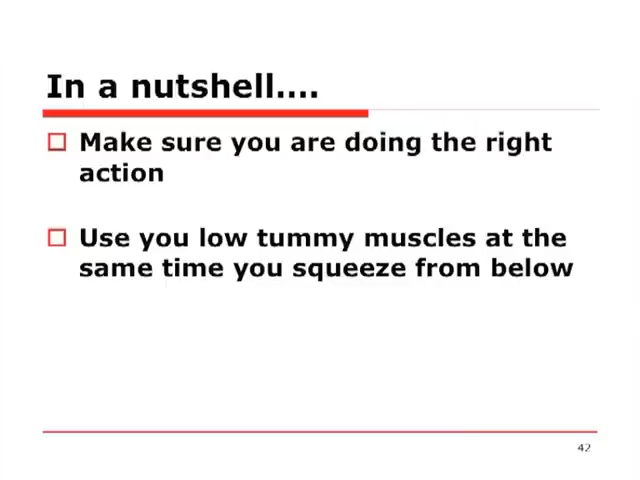 In a nutshell....
Make sure you are doing the right
action
Use you low tummy muscles at the
same time you squeeze from below
42